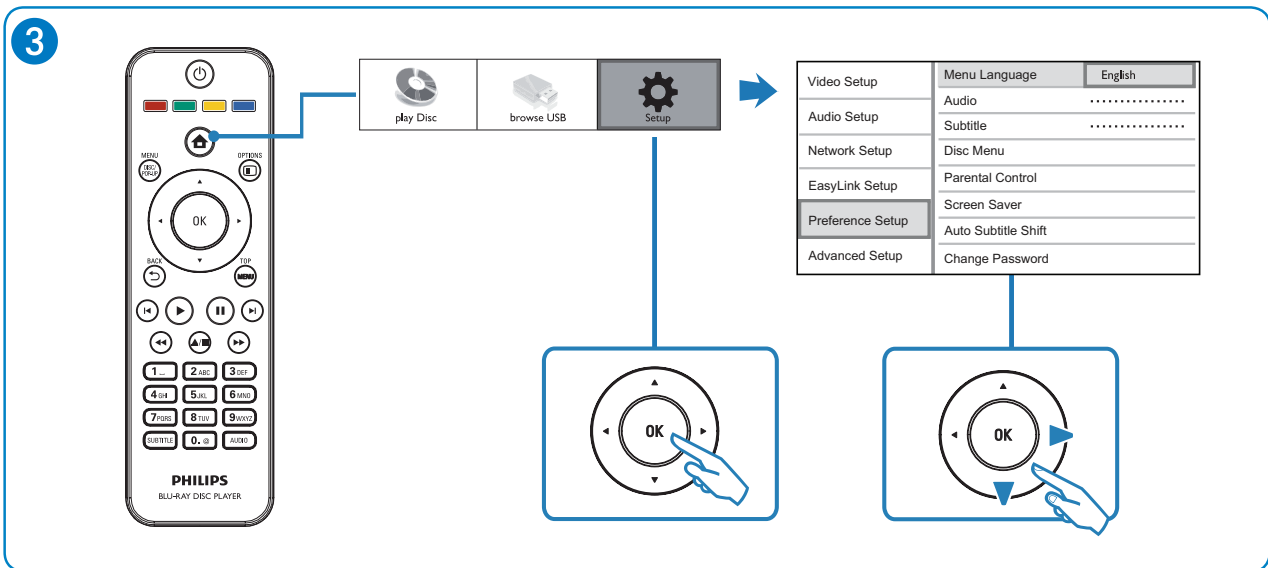 3
play Disc
browse USB
Setup
Video Setup
Audio Setup
Network Setup
EasyLink Setup
Preference Setup
Advanced Setup
Menu Language
English
Audio
...............
Subtitle
...............
Disc Menu
Parental Control
Screen Saver
Auto Subtitle Shift
Change Password
MENU
DISC/
POP-UP
OPTIONS
OK
BACK
TOP
MENU
1
2 ABC
3 DEF
4 GHI
5 JKL
6 MNO
7 PQRS
8 TUV
9 WXYZ
SUBTITLE
0. @
AUDIO
PHILIPS
BLU-RAY DISC PLAYER
OK
OK